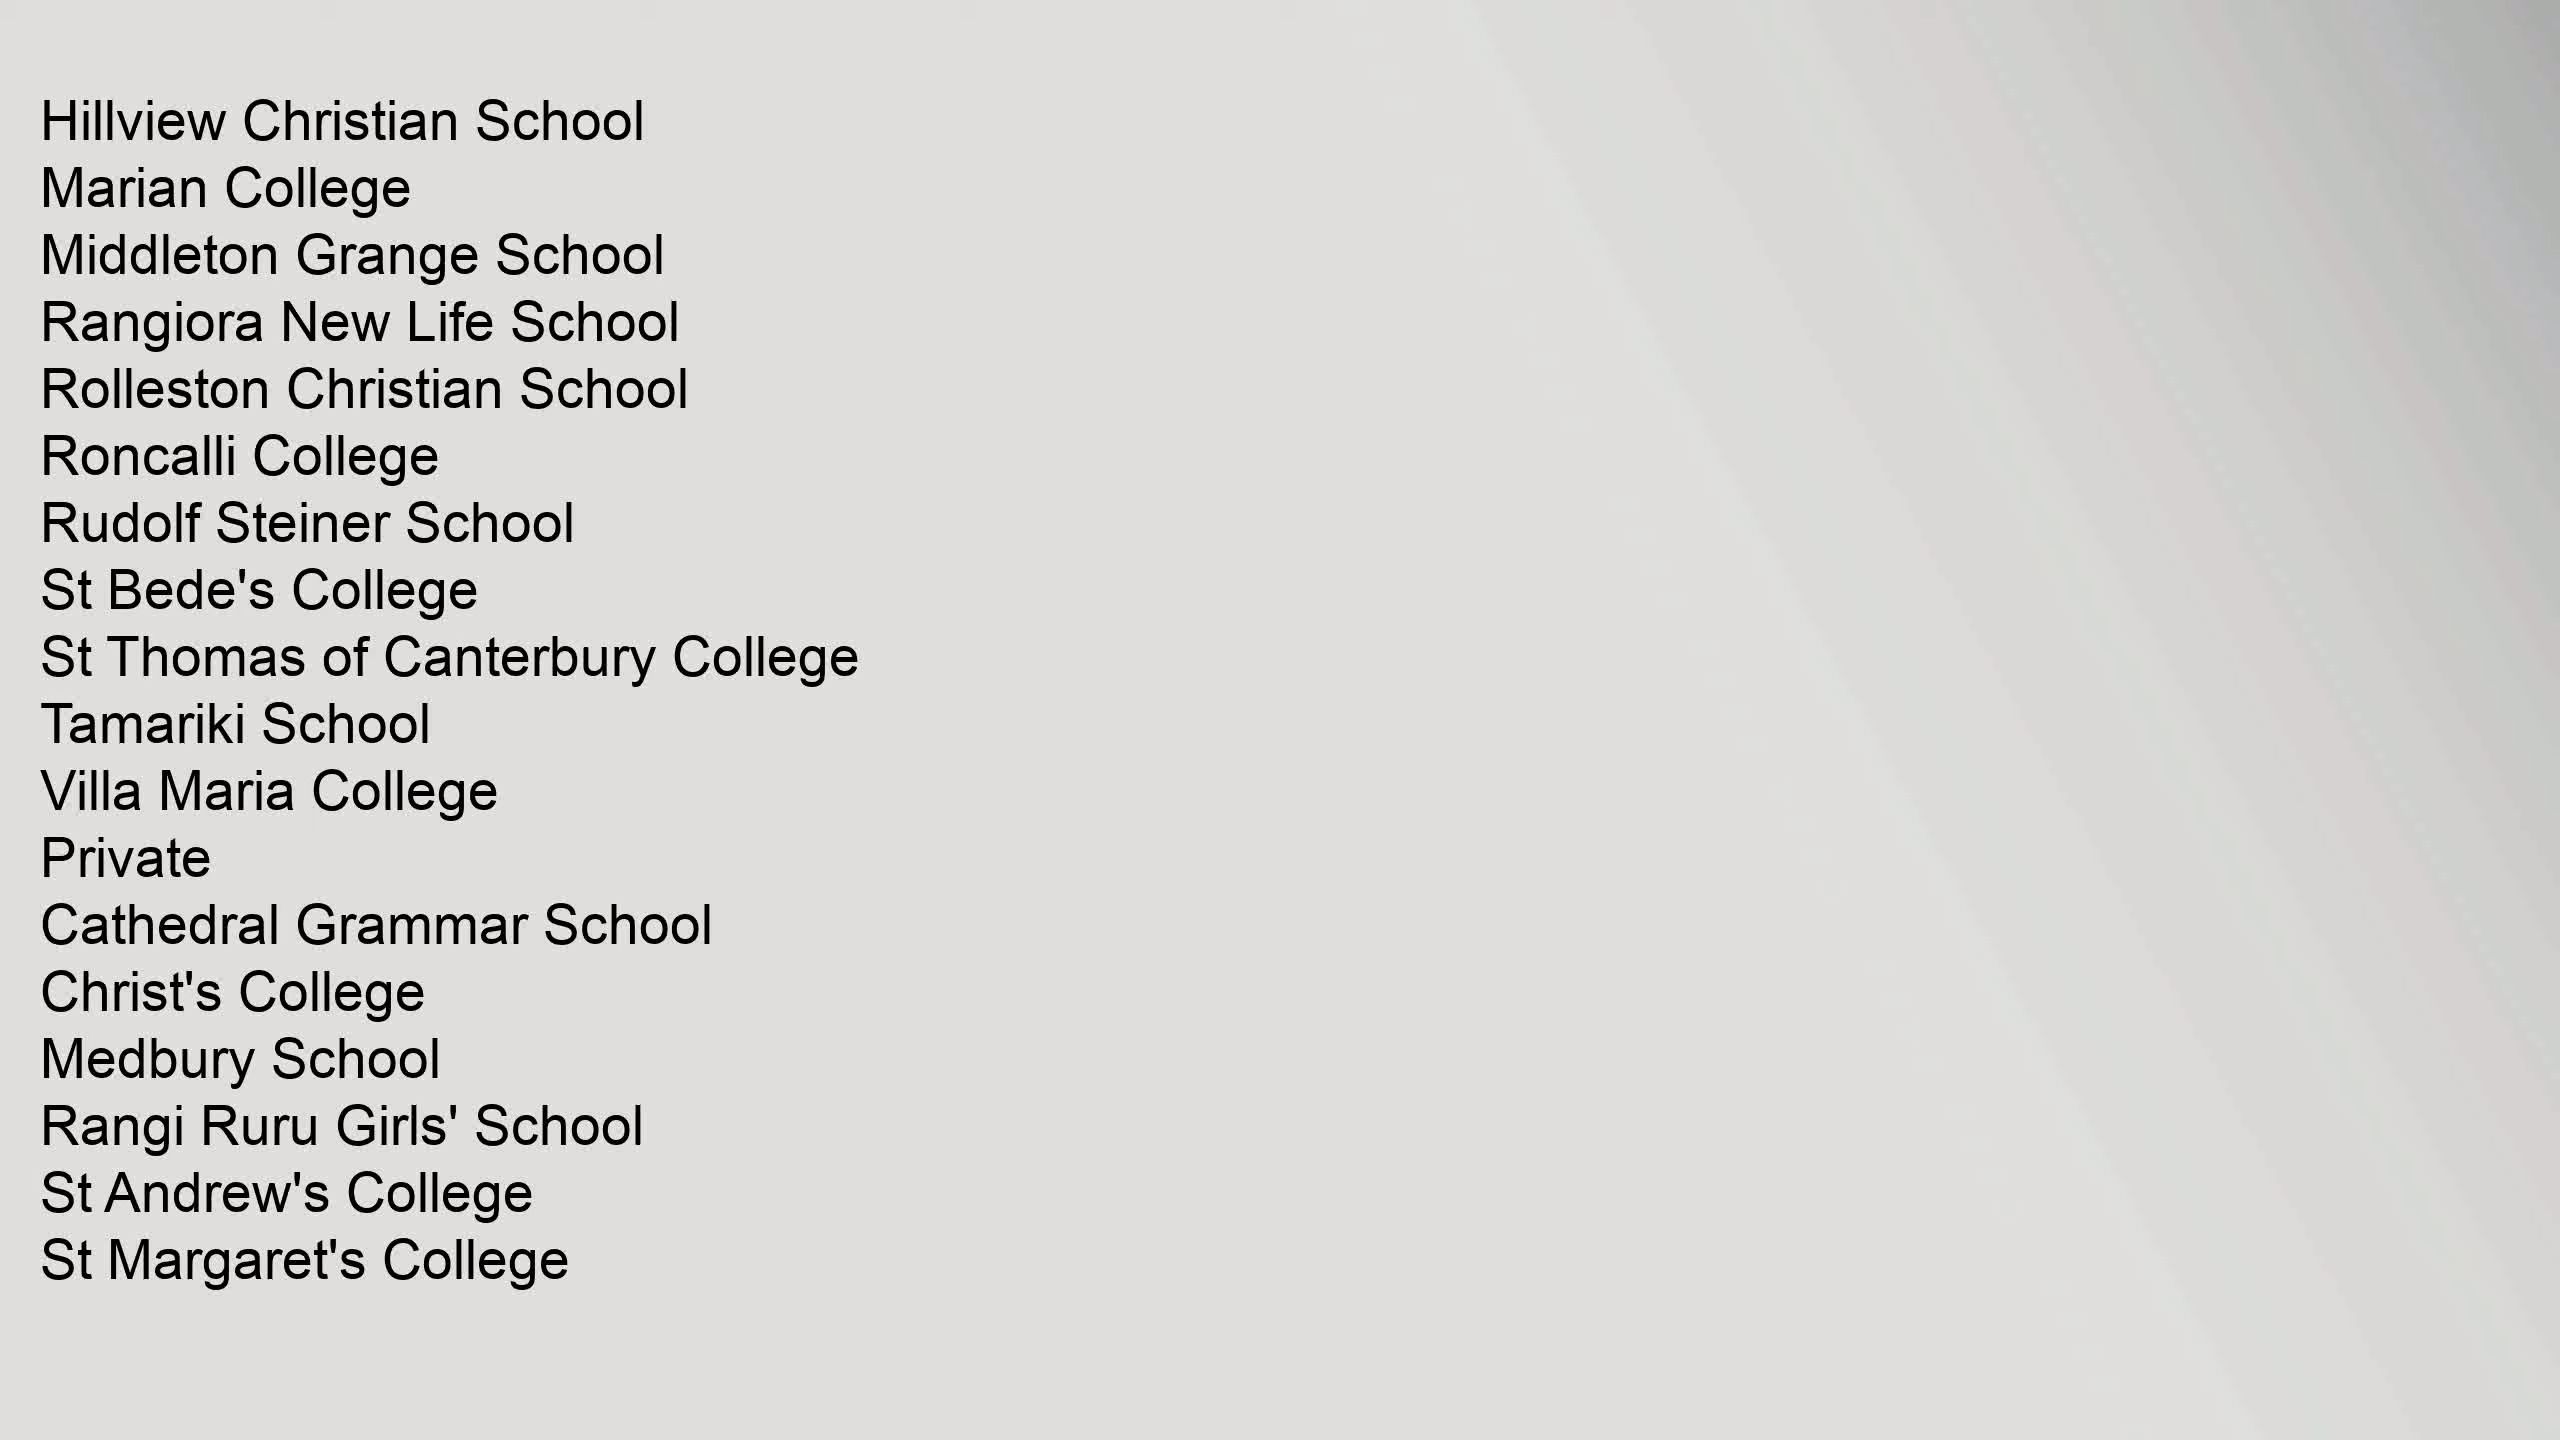 Hillview Christian School
Marian College
Middleton Grange School
Rangiora New Life School
Rolleston Christian School
Roncalli College
Rudolf Steiner School
St Bede's College
St Thomas of Canterbury College
Tamariki School
Villa Maria College
Private
Cathedral Grammar School
Christ's College
Medbury School
Rangi Ruru Girls' School
St Andrew's College
St Margaret's College